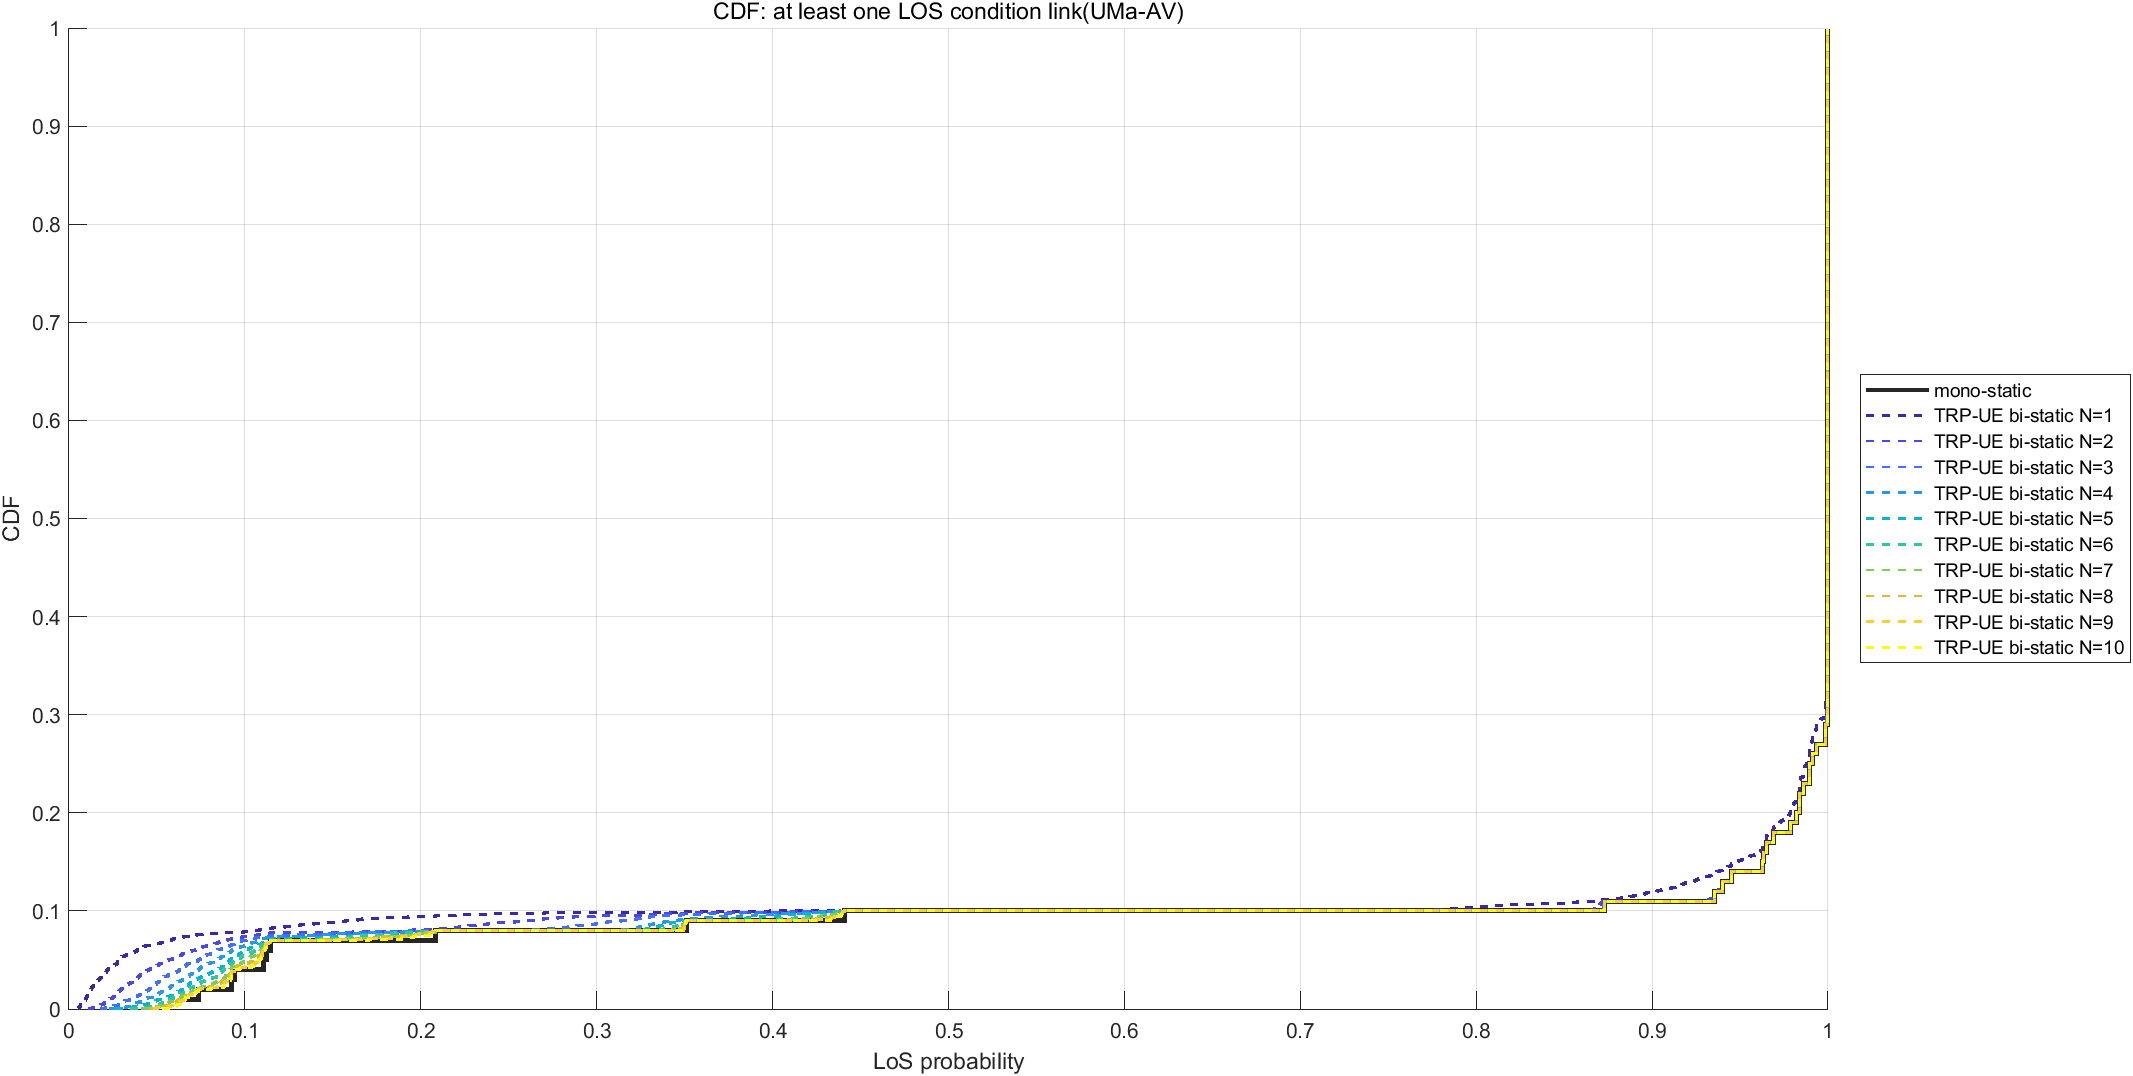 CDF: at least one LOS condition link(UMa-AV)
1
0.9
0.8
0.7
0.6
0.5
0.4
0.3
0.2
0.1
0
CDF
0
0.1
0.2
0.3
0.4
0.5
0.6
0.7
0.8
0.9
1
LoS probability
mono-static
TRP-UE bi-static N=1
TRP-UE bi-static N=2
TRP-UE bi-static N=3
TRP-UE bi-static N=4
TRP-UE bi-static N=5
TRP-UE bi-static N=6
TRP-UE bi-static N=7
TRP-UE bi-static N=8
TRP-UE bi-static N=9
TRP-UE bi-static N=10